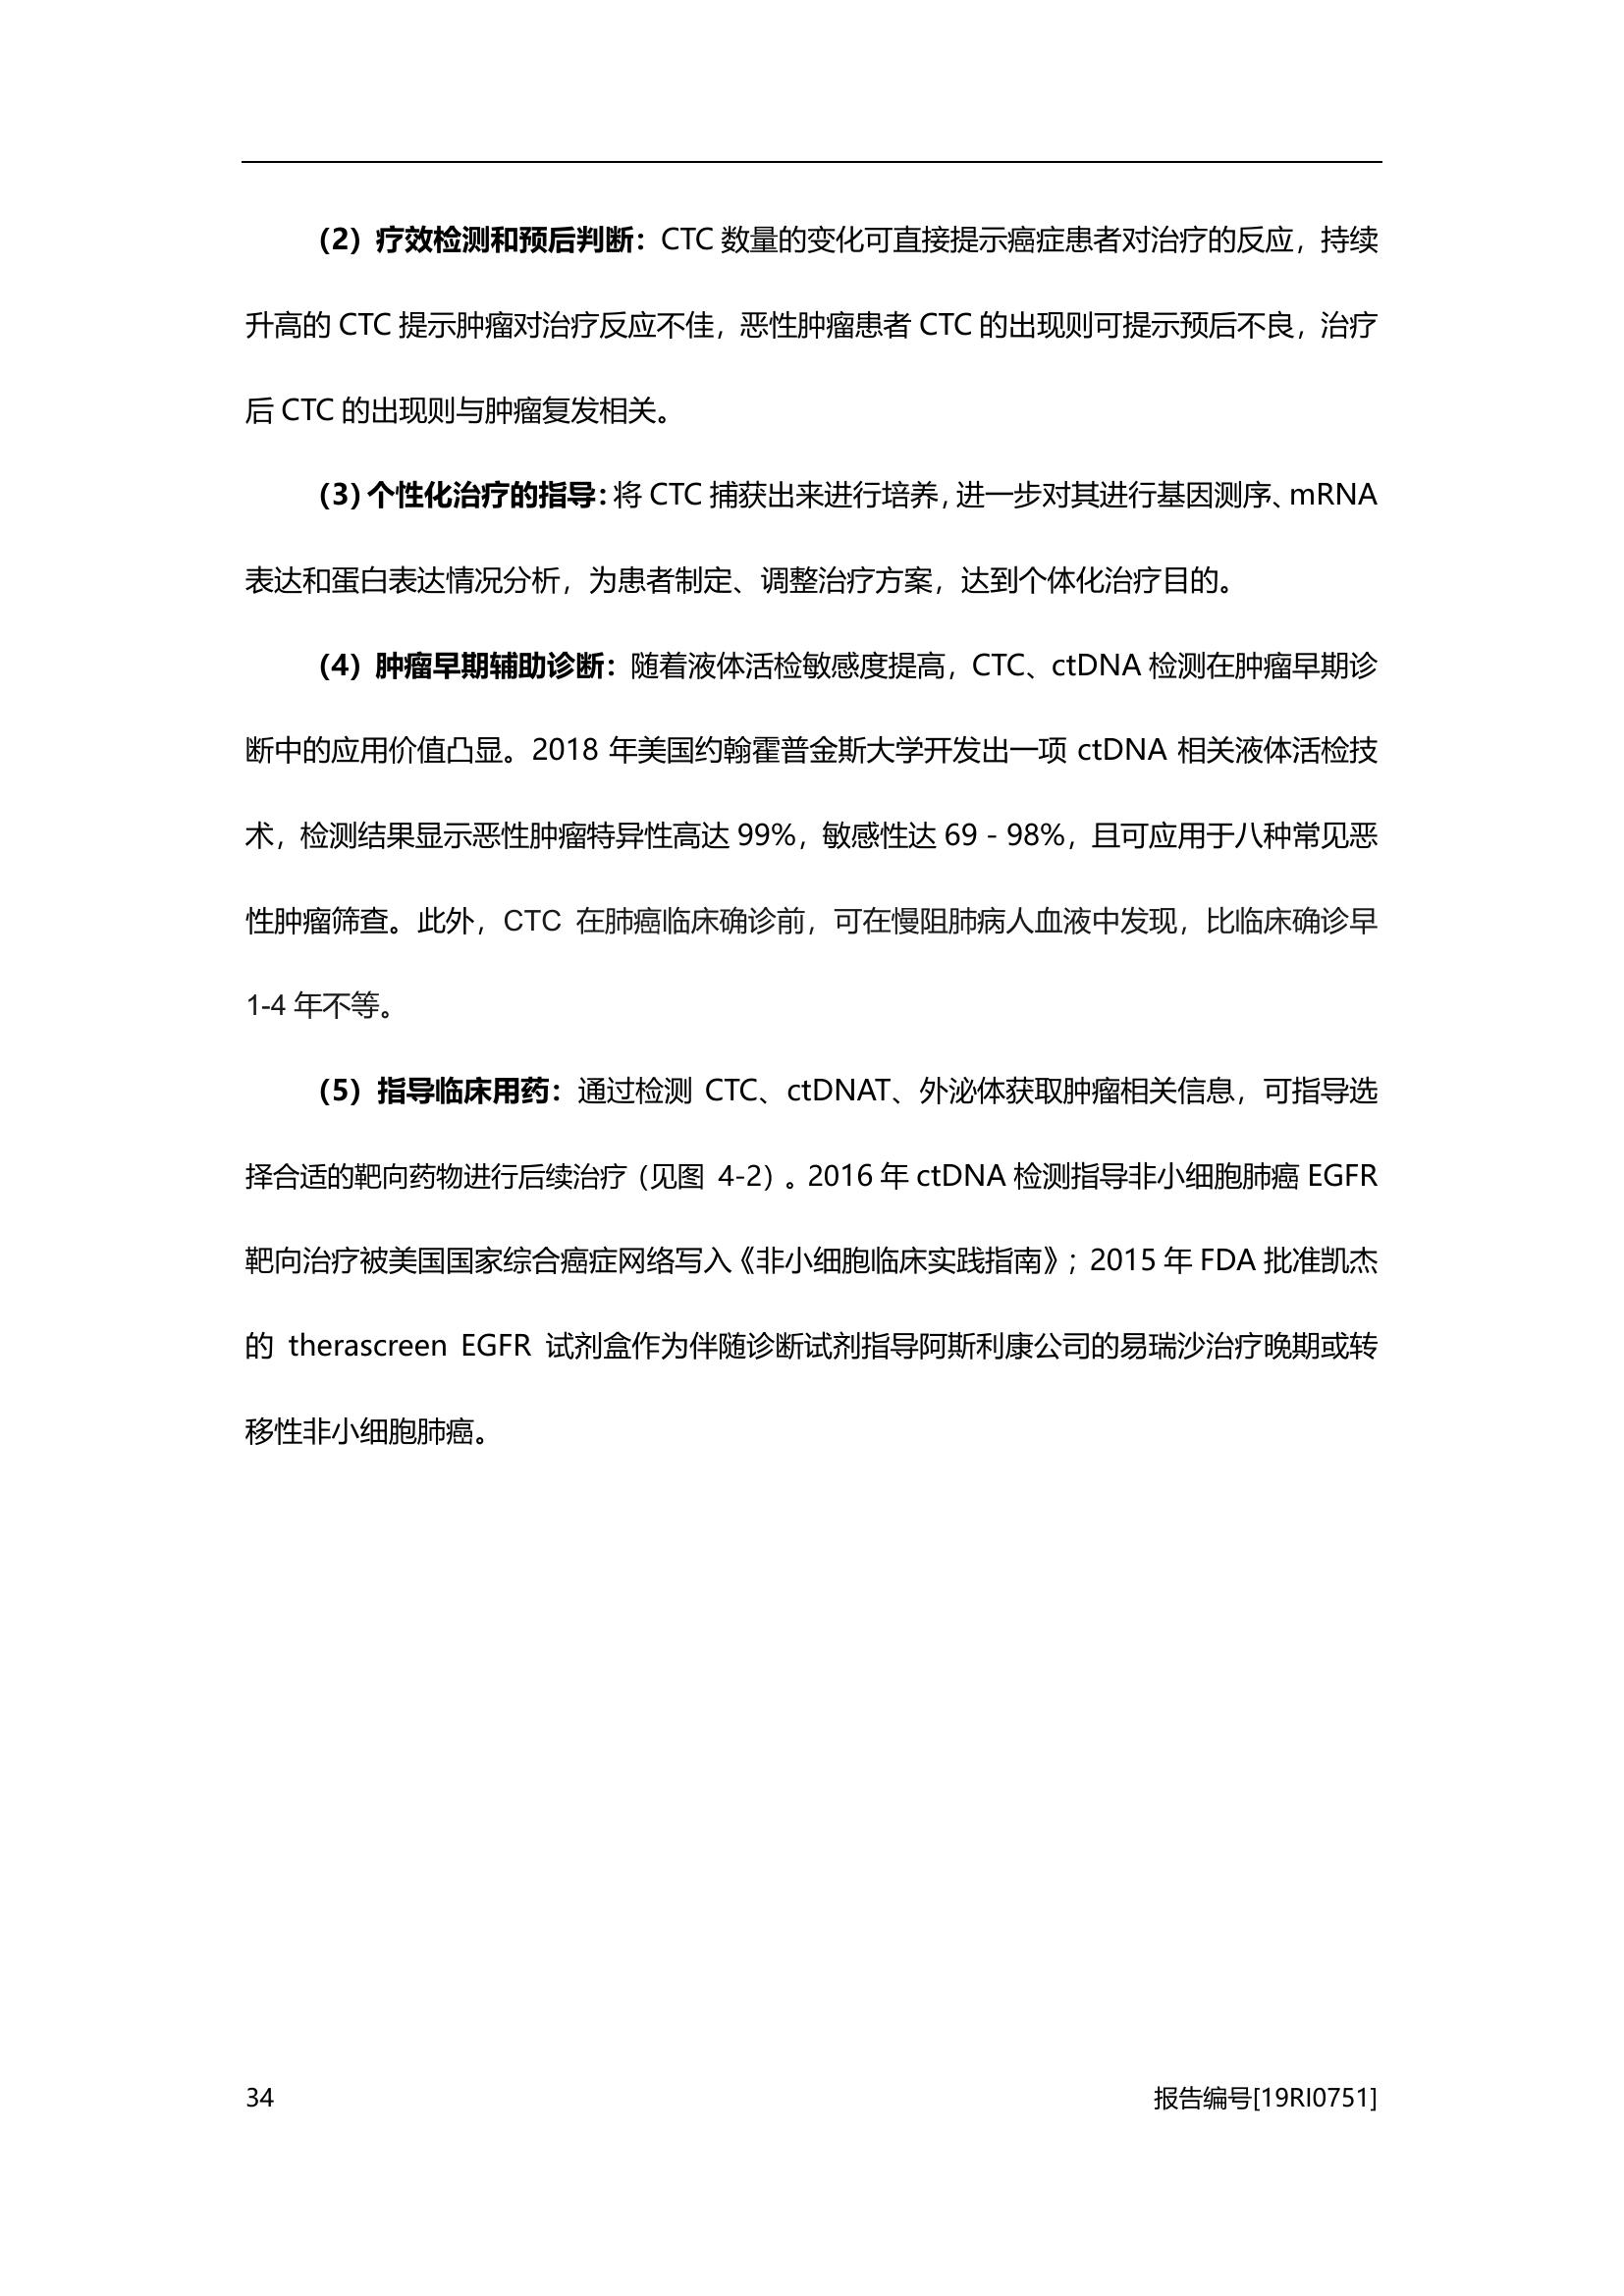 （2）疗效检测和预后判断：CTC 数量的变化可直接提示癌症患者对治疗的反应，持续
升高的 CTC 提示肿瘤对治疗反应不佳，恶性肿瘤患者 CTC 的出现则可提示预后不良，治疗
后 CTC 的出现则与肿瘤复发相关。
（3）个性化治疗的指导：将 CTC 捕获出来进行培养，进一步对其进行基因测序、mRNA
表达和蛋白表达情况分析，为患者制定、调整治疗方案，达到个体化治疗目的。
（4）肿瘤早期辅助诊断：随着液体活检敏感度提高，CTC、ctDNA 检测在肿瘤早期诊
断中的应用价值凸显。2018 年美国约翰霍普金斯大学开发出一项 ctDNA 相关液体活检技
术，检测结果显示恶性肿瘤特异性高达 99%，敏感性达 69 - 98%，且可应用于八种常见恶
性肿瘤筛查。此外，CTC 在肺癌临床确诊前，可在慢阻肺病人血液中发现，比临床确诊早
1-4 年不等。
（5）指导临床用药：通过检测 CTC、ctDNAT、外泌体获取肿瘤相关信息，可指导选
择合适的靶向药物进行后续治疗（见图 4-2）。2016 年 ctDNA 检测指导非小细胞肺癌 EGFR
靶向治疗被美国国家综合癌症网络写入《非小细胞临床实践指南》；2015 年 FDA 批准凯杰
的 therascreen EGFR 试剂盒作为伴随诊断试剂指导阿斯利康公司的易瑞沙治疗晚期或转
移性非小细胞肺癌。
34 报告编号[19RI0751]